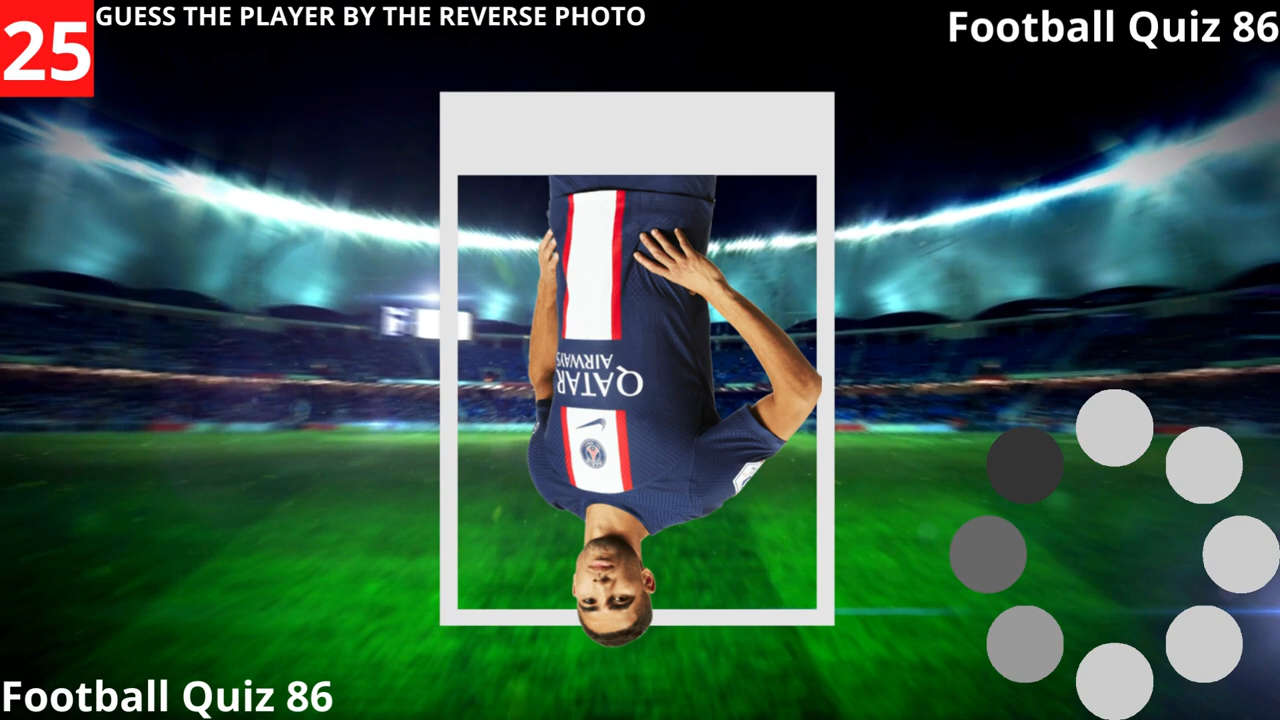 25
GUESS THE PLAYER BY THE REVERSE PHOTO
Football Quiz 86
QATAR
AIRWAYS
Football Quiz 86